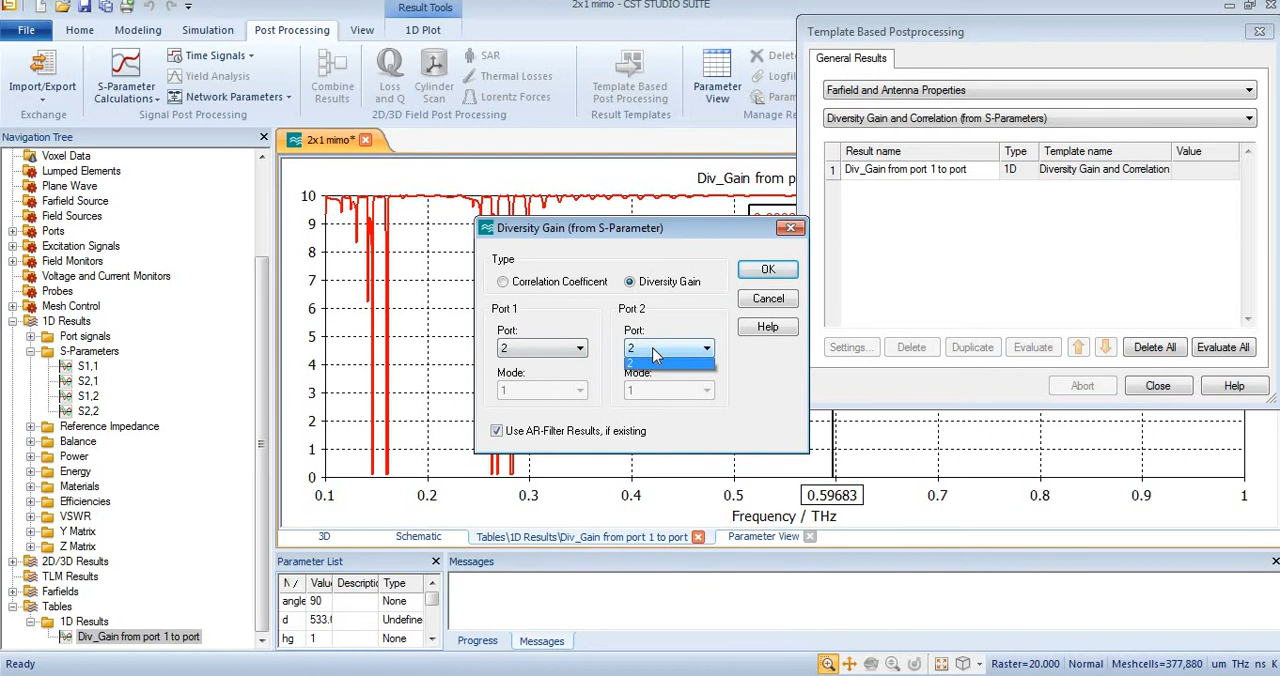 2x1 mimo* - CST STUDIO SUITE
Result Tools
File Home Modeling Simulation Post Processing View 1D Plot
Import/Export
Exchange
S-Parameter Calculations
Time Signals
Yield Analysis
Network Parameters
Signal Post Processing
Combine Results
Loss and Q
Cylinder Scan
SAR
Thermal Losses
Lorentz Forces
2D/3D Field Post Processing
Template Based Post Processing
Result Templates
Parameter View
Delete
Logfil
Param
Manage Re
Template Based Postprocessing
General Results
Farfield and Antenna Properties
Diversity Gain and Correlation (from S-Parameters)
Result name Type Template name Value
1 Div_Gain from port 1 to port 1D Diversity Gain and Correlation
Settings... Delete Duplicate Evaluate Delete All Evaluate All
Abort Close Help
Navigation Tree
Voxel Data
Lumped Elements
Plane Wave
Farfield Source
Field Sources
Ports
Excitation Signals
Field Monitors
Voltage and Current Monitors
Probes
Mesh Control
1D Results
Port signals
S-Parameters
S1,1
S2,1
S1,2
S2,2
Reference Impedance
Balance
Power
Energy
Materials
Efficiencies
VSWR
Y Matrix
Z Matrix
2D/3D Results
TLM Results
Farfields
Tables
1D Results
Div_Gain from port 1 to port
2x1 mimo*
Div_Gain from p
10
9
8
7
6
5
4
3
2
1
0
0.1 0.2 0.3 0.4 0.5 0.59683 0.7 0.8 0.9 1
Frequency / THz
Diversity Gain (from S-Parameter)
Type
Correlation Coefficent Diversity Gain
Port 1
Port:
2
Mode:
1
Port 2
Port:
2
2
Mode:
1
Use AR-Filter Results, if existing
OK
Cancel
Help
3D Schematic Tables\1D Results\Div_Gain from port 1 to port Parameter View
Parameter List
Valu Descripti Type
angle 90 None
d 533.0 Undefine
hg 1 None
Messages
Progress Messages
Ready
Raster=20.000 Normal Meshcells=377,880 um THz ns K